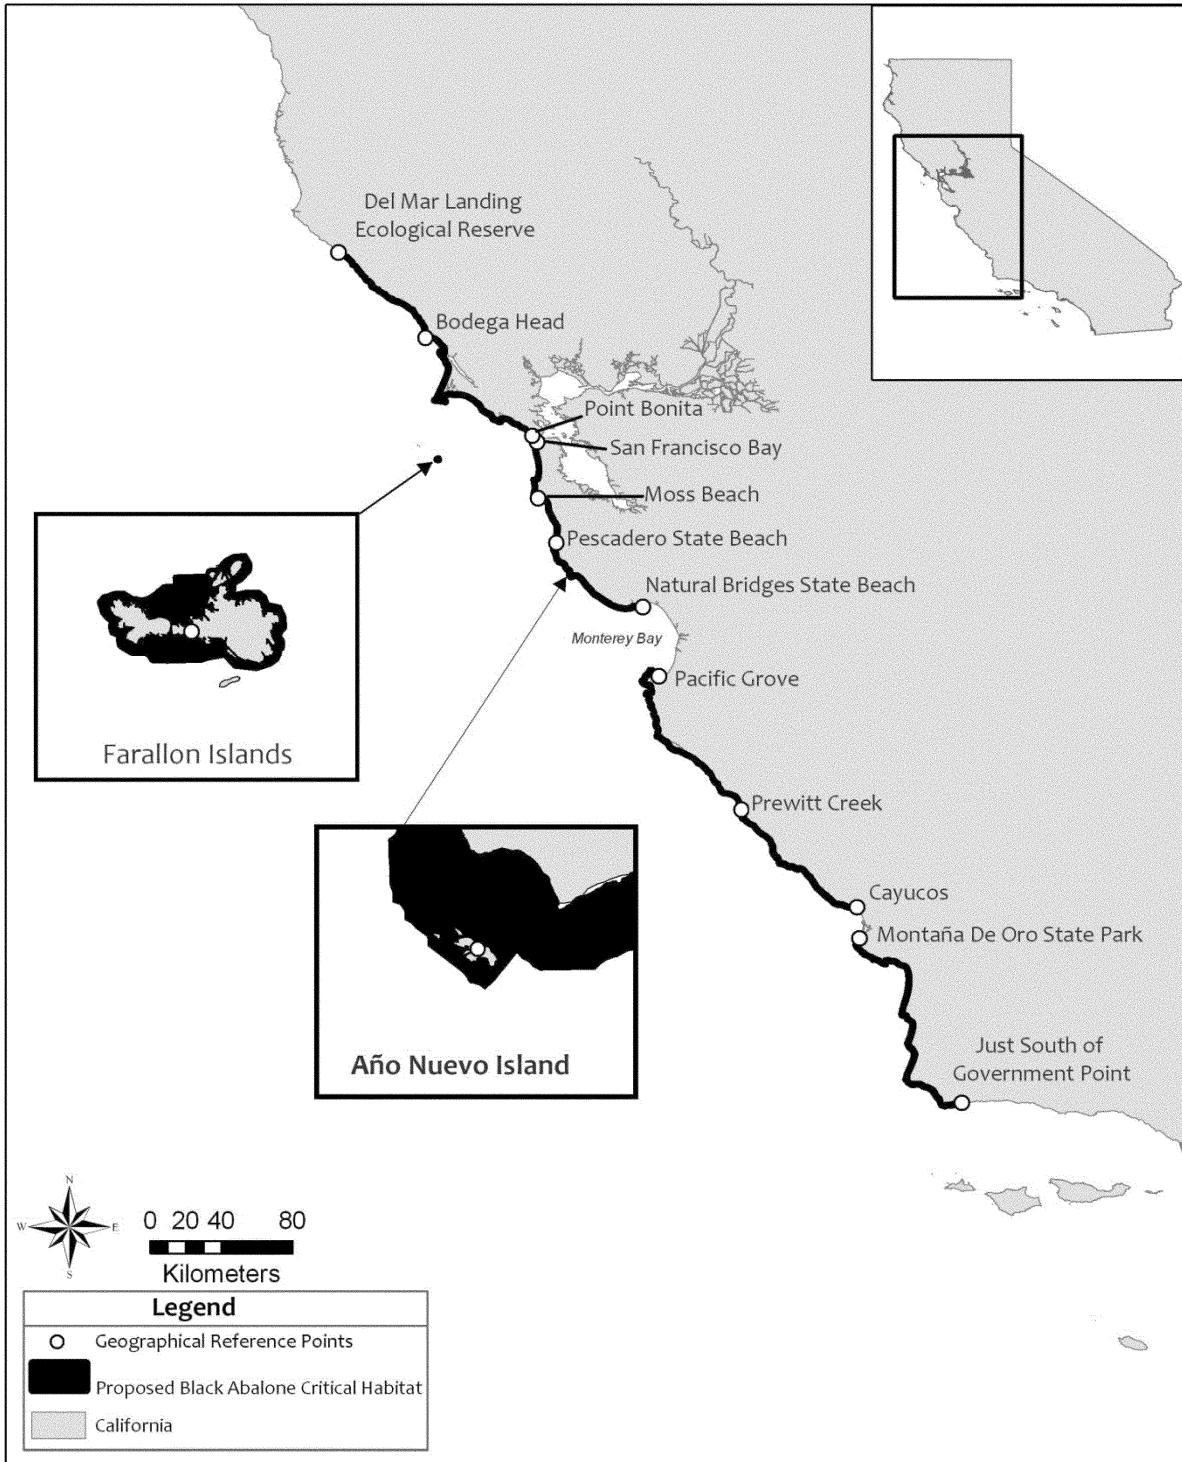 Del Mar Landing
Ecological Reserve
Bodega Head
Point Bonita
San Francisco Bay
Moss Beach
Pescadero State Beach
Natural Bridges State Beach
Monterey Bay
Pacific Grove
Farallon Islands
Prewitt Creek
Cayucos
Montaña De Oro State Park
Año Nuevo Island
Just South of
Government Point
N
W E
S
0 20 40 80
Kilometers
Legend
Geographical Reference Points
Proposed Black Abalone Critical Habitat
California